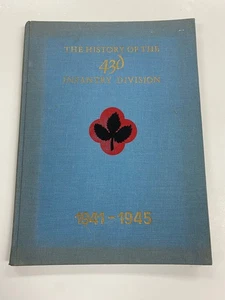 THE HISTORY OF THE
43d
INFANTRY DIVISION
1941-1945